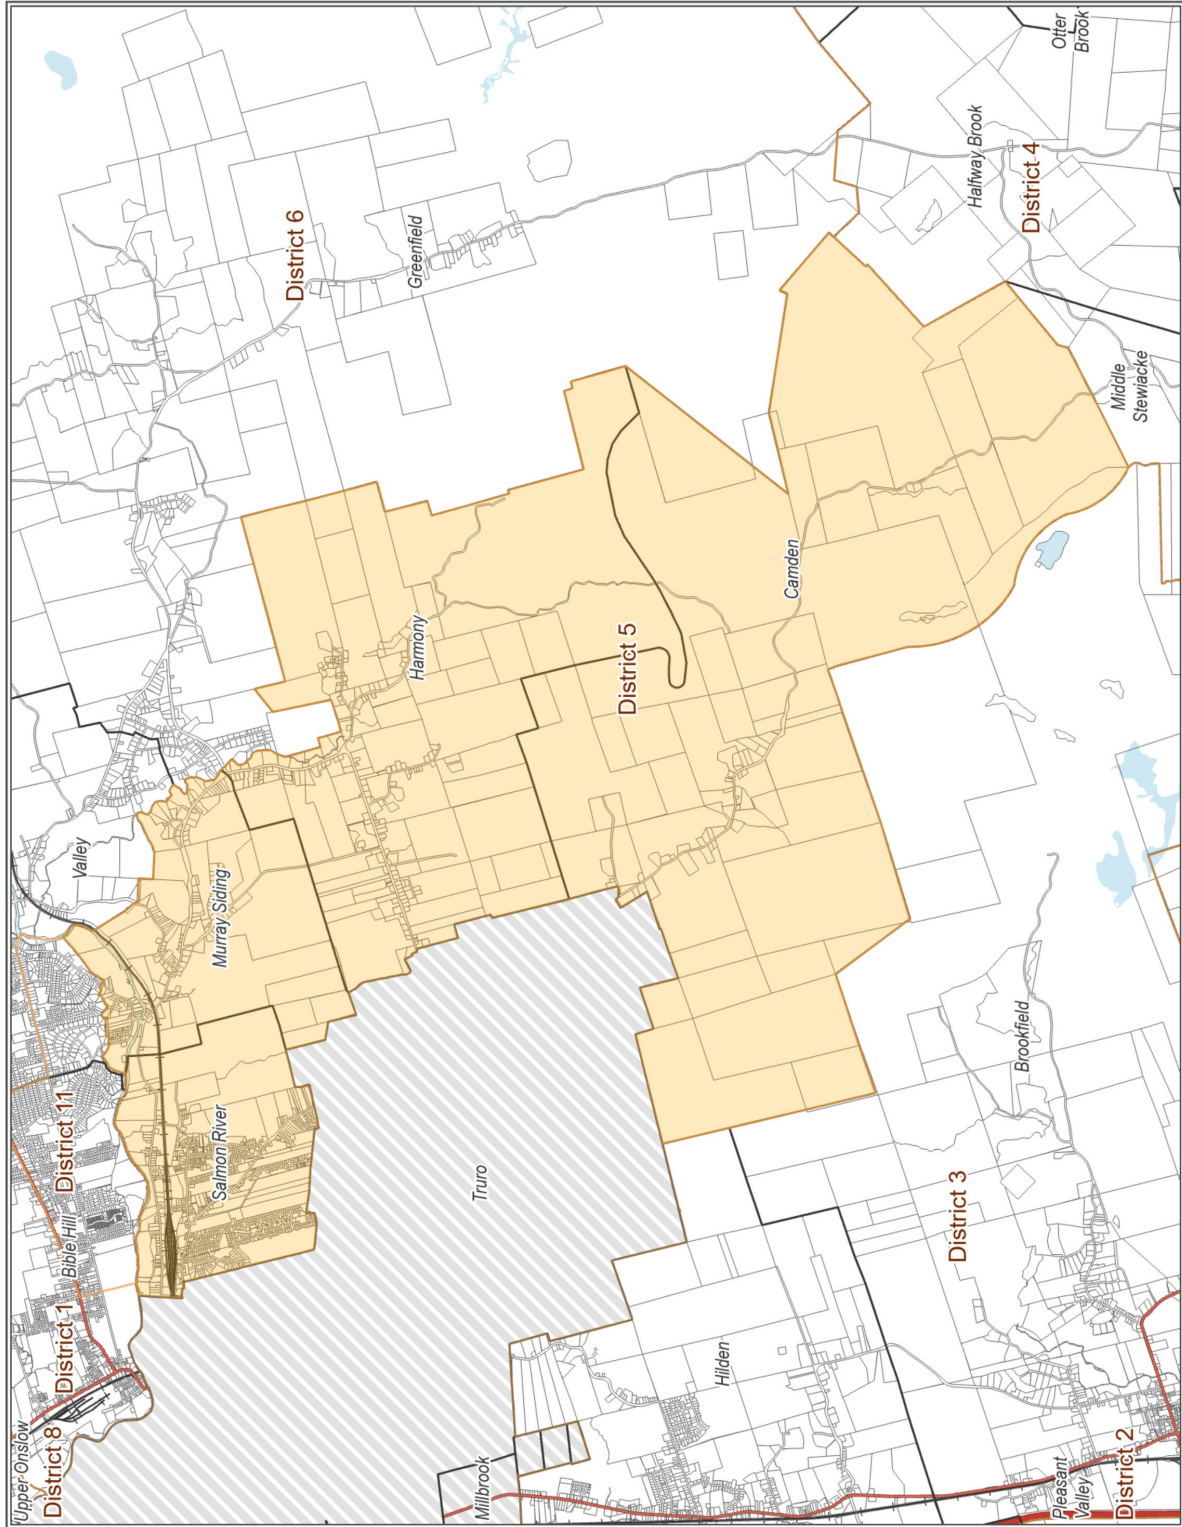 Upper Onslow
District 8
District 1
Bible Hill
District 11
Valley
Salmon River
Murray Siding
District 6
Greenfield
Harmony
Truro
Millbrook
District 5
Hilden
Camden
District 3
Brookfield
Halfway Brook
District 4
Otter
Brook
Middle
Stewiacke
Pleasant
Valley
District 2